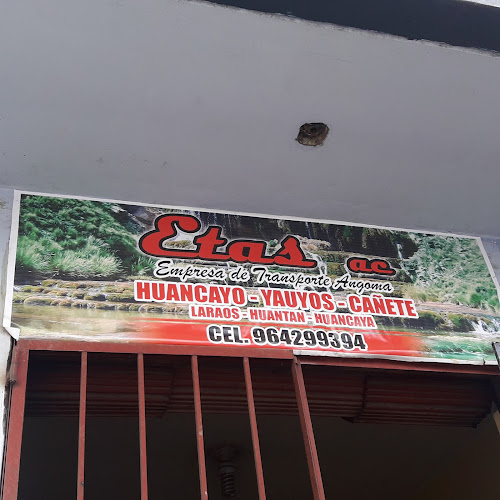 Etas ac
Empresa de Transporte Angoma
HUANCAYO - YAUYOS - CAÑETE
LARAOS - HUANTAN - HUANCAYA
CEL. 964299394